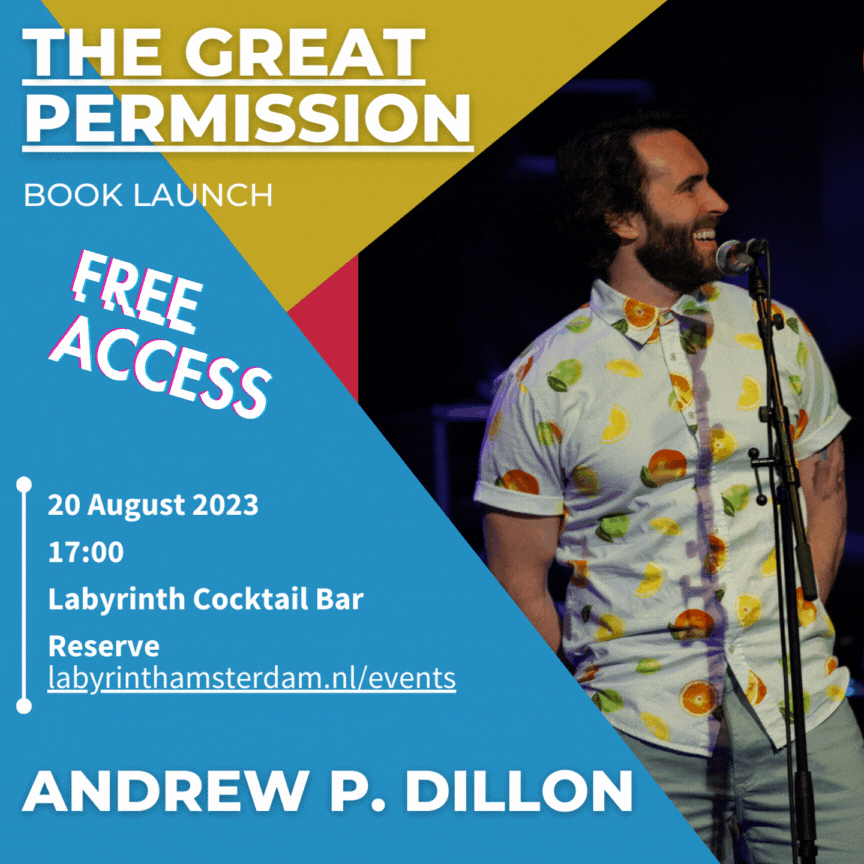 THE GREAT
PERMISSION
BOOK LAUNCH
FREE
ACCESS
20 August 2023
17:00
Labyrinth Cocktail Bar
Reserve
labyrinthamsterdam.nl/events
ANDREW P. DILLON